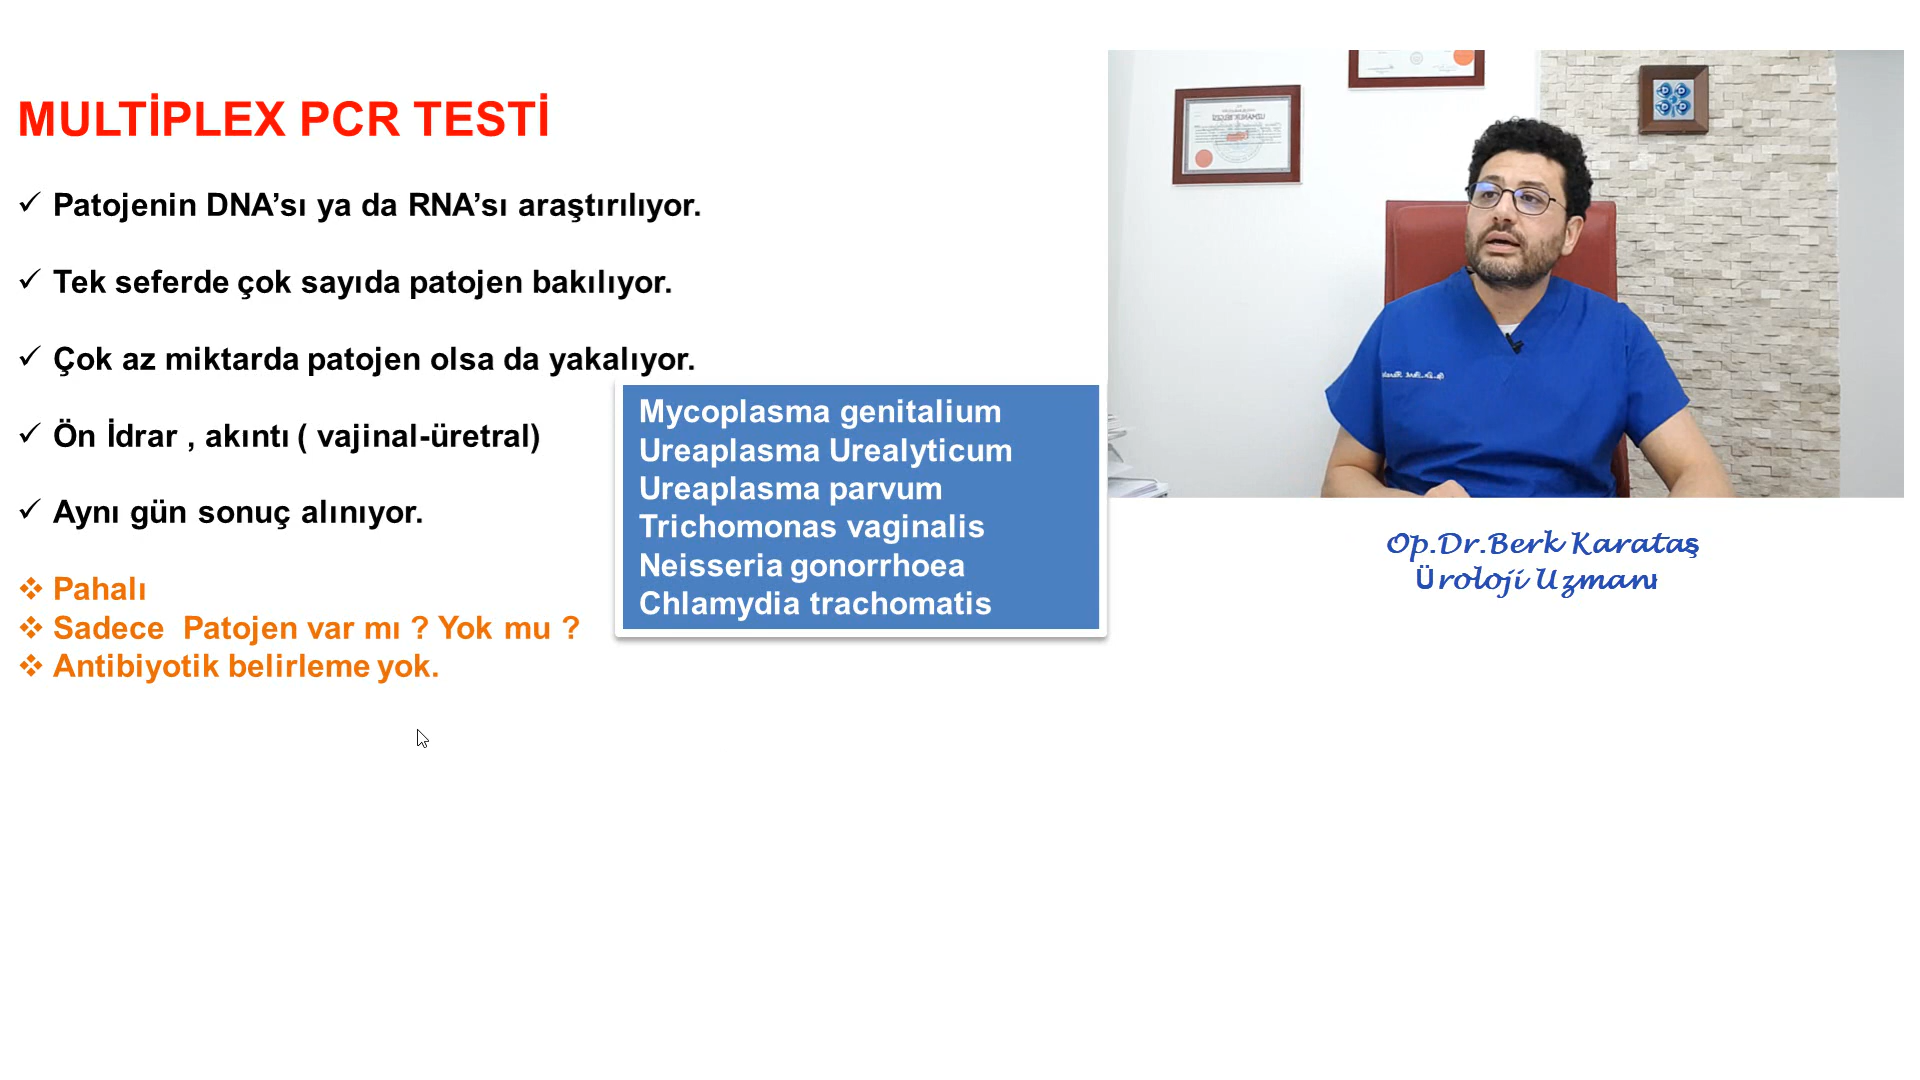 MULTİPLEX PCR TESTİ
Patojenin DNA’sı ya da RNA’sı araştırılıyor.
Tek seferde çok sayıda patojen bakılıyor.
Çok az miktarda patojen olsa da yakalıyor.
Ön İdrar , akıntı ( vajinal-üretral)
Aynı gün sonuç alınıyor.
Pahalı
Sadece Patojen var mı ? Yok mu ?
Antibiyotik belirleme yok.
Mycoplasma genitalium
Ureaplasma Urealyticum
Ureaplasma parvum
Trichomonas vaginalis
Neisseria gonorrhoea
Chlamydia trachomatis
UZMANLIK BELGESİ
Op.Dr.Berk Karataş
Üroloji Uzmanı